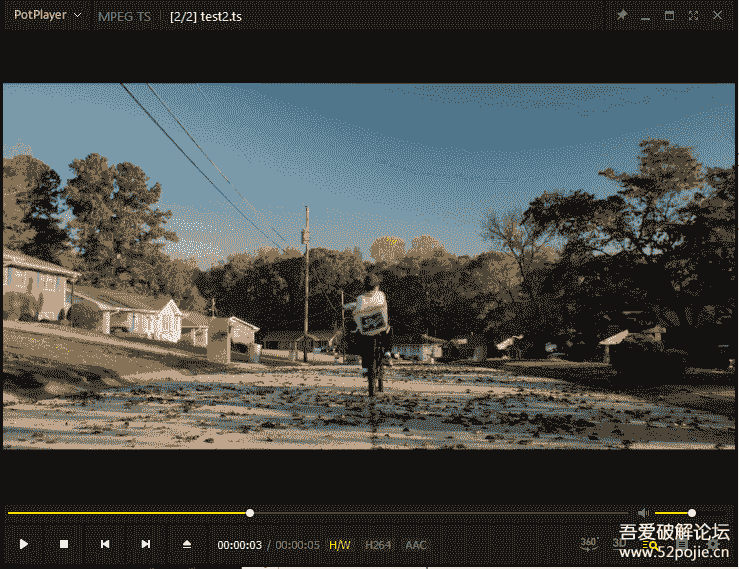 PotPlayer MPEG TS [2/2] test2.ts
00:00:03 / 00:00:05 H/W H264 AAC 360° 3D
吾爱破解论坛
www.52pojie.cn